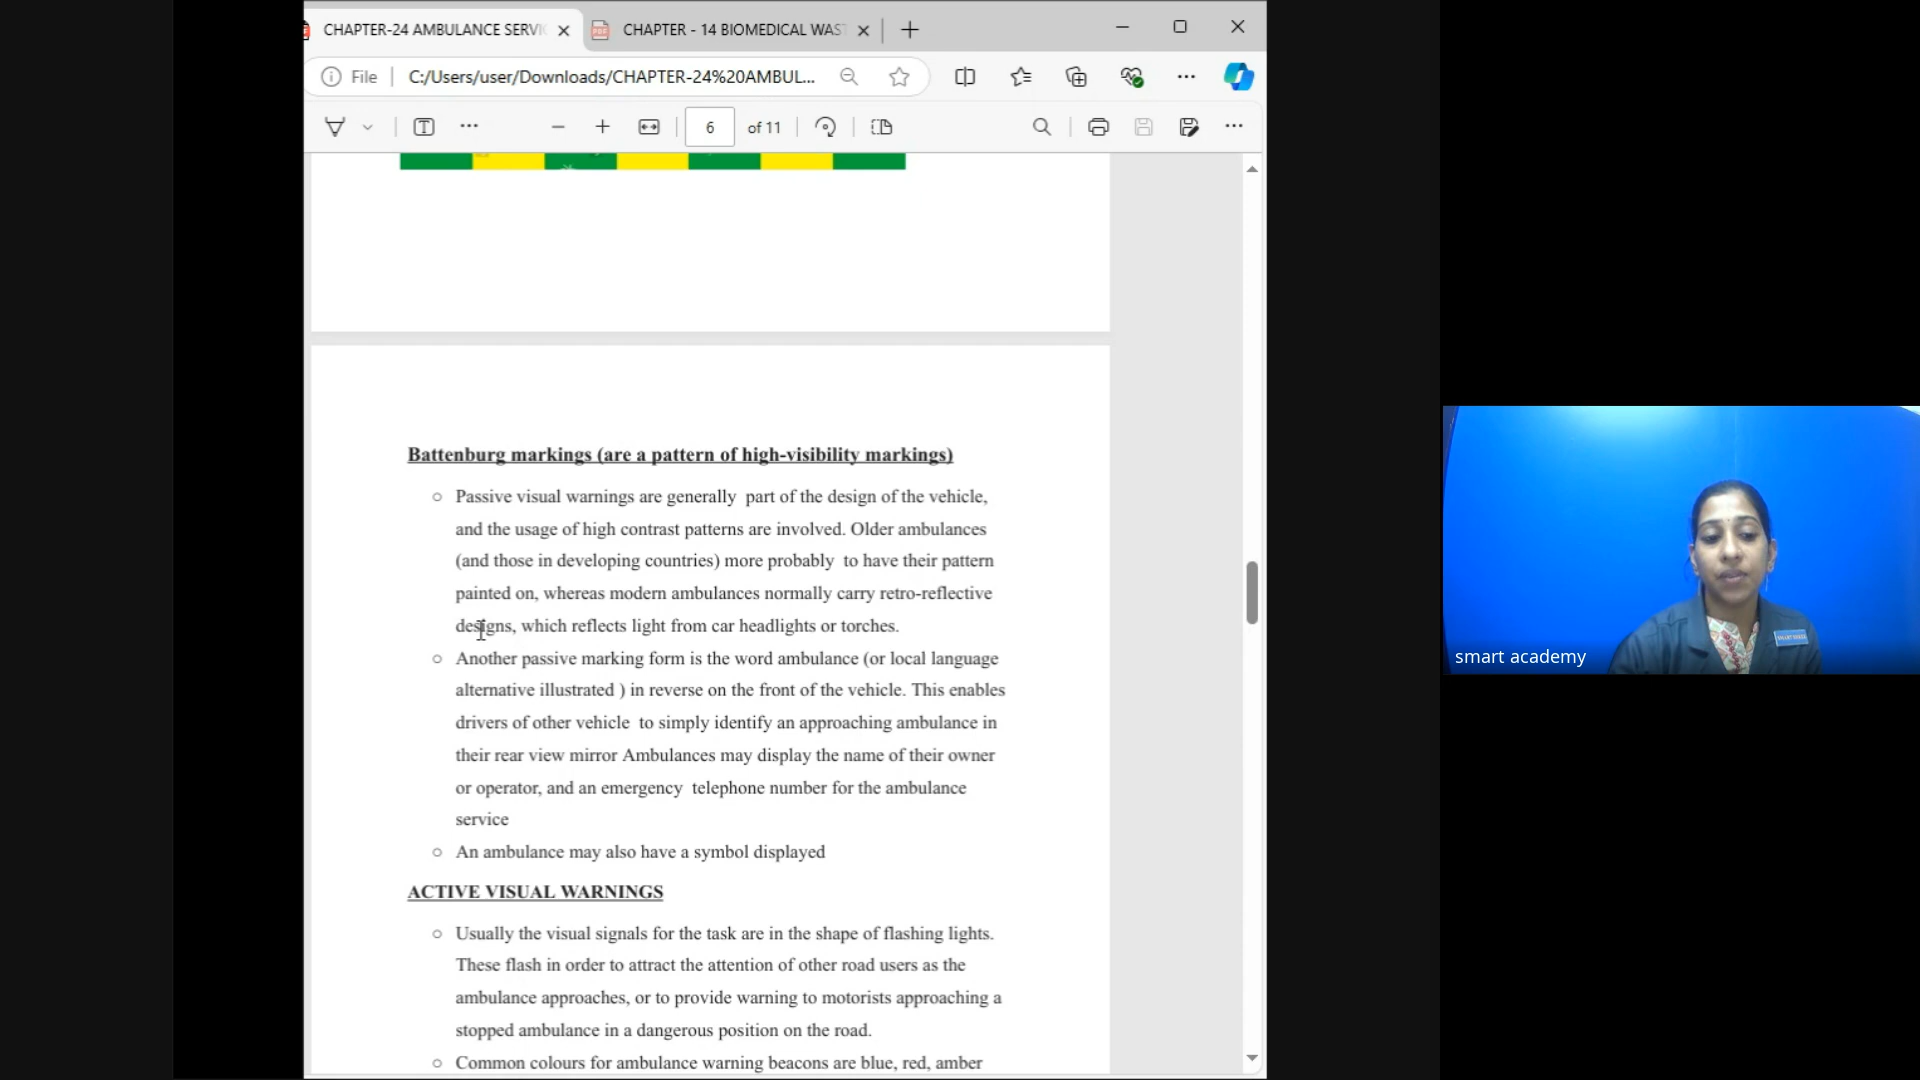 CHAPTER-24 AMBULANCE SERVI
CHAPTER - 14 BIOMEDICAL WAST
File
C:/Users/user/Downloads/CHAPTER-24%20AMBUL...
6 of 11
Battenburg markings (are a pattern of high-visibility markings)
Passive visual warnings are generally part of the design of the vehicle,
and the usage of high contrast patterns are involved. Older ambulances
(and those in developing countries) more probably to have their pattern
painted on, whereas modern ambulances normally carry retro-reflective
designs, which reflects light from car headlights or torches.
Another passive marking form is the word ambulance (or local language
alternative illustrated ) in reverse on the front of the vehicle. This enables
drivers of other vehicle to simply identify an approaching ambulance in
their rear view mirror Ambulances may display the name of their owner
or operator, and an emergency telephone number for the ambulance
service
An ambulance may also have a symbol displayed
ACTIVE VISUAL WARNINGS
Usually the visual signals for the task are in the shape of flashing lights.
These flash in order to attract the attention of other road users as the
ambulance approaches, or to provide warning to motorists approaching a
stopped ambulance in a dangerous position on the road.
Common colours for ambulance warning beacons are blue, red, amber
smart academy